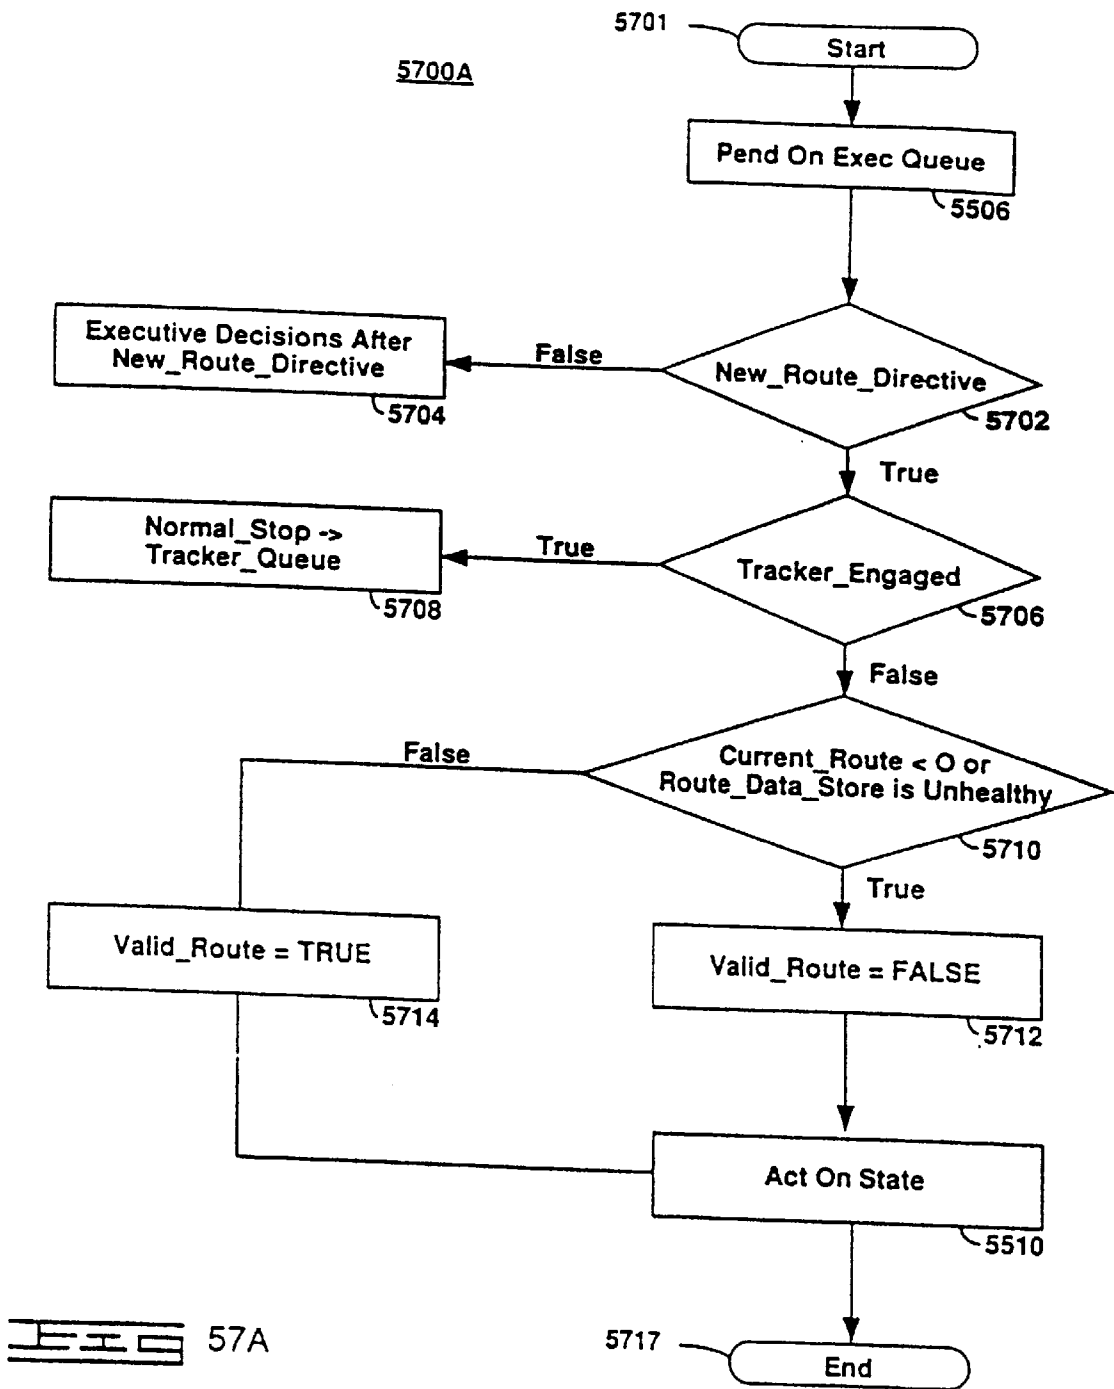 5701
Start
5700A
Pend On Exec Queue
5506
Executive Decisions After
New_Route_Directive
5704
False
New_Route_Directive
5702
True
Normal_Stop ->
Tracker_Queue
5708
True
Tracker_Engaged
5706
False
False
Current_Route < O or
Route_Data_Store is Unhealthy
5710
True
Valid_Route = TRUE
5714
Valid_Route = FALSE
5712
Act On State
5510
FIG 57A
5717
End